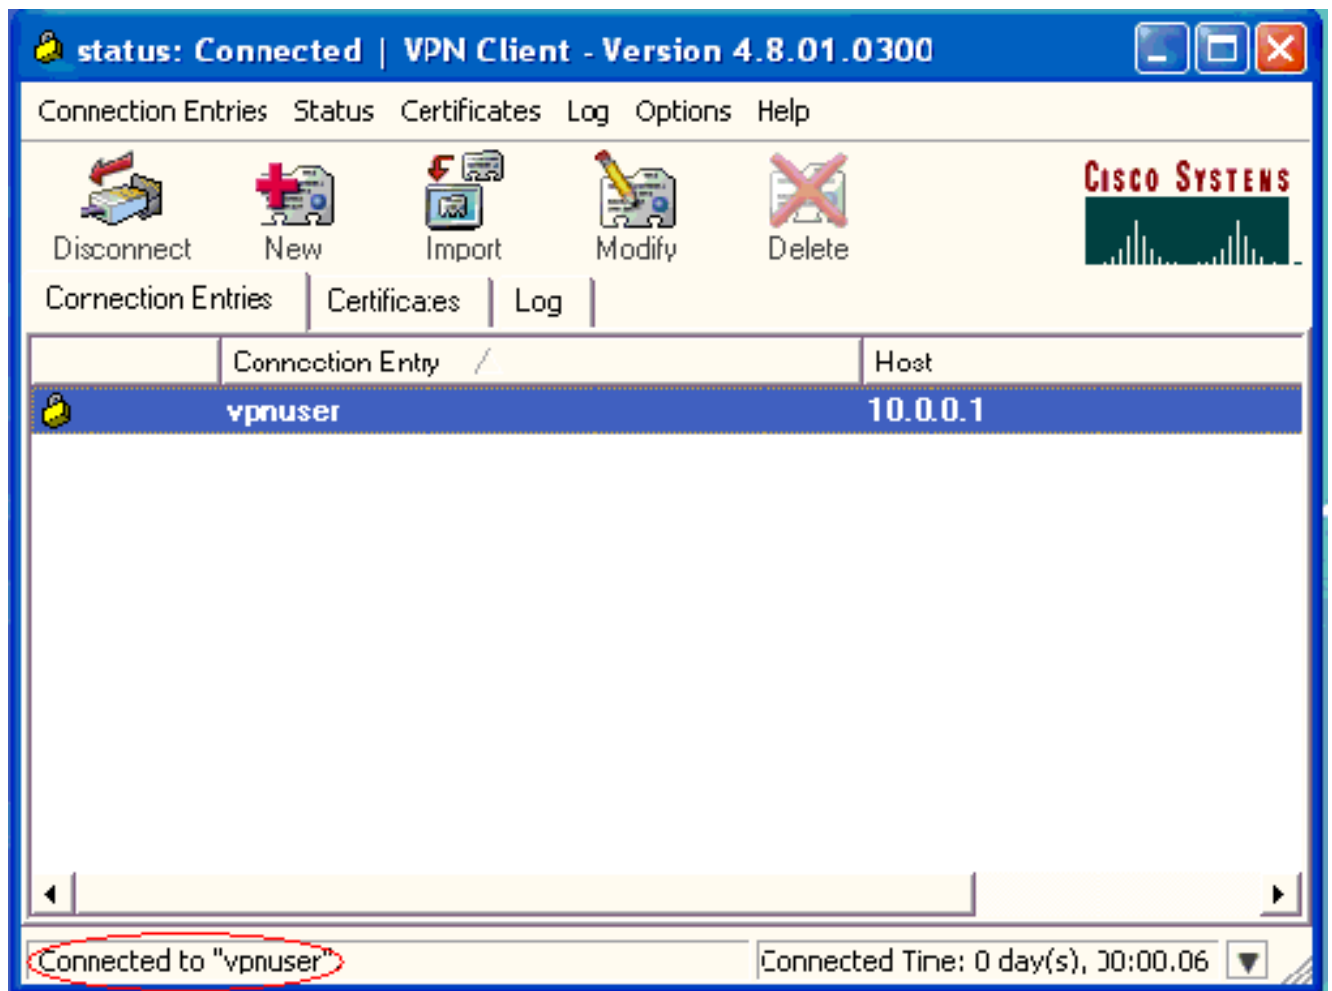 status: Connected | VPN Client - Version 4.8.01.0300
Connection Entries Status Certificates Log Options Help
Disconnect New Import Modify Delete
CISCO SYSTEMS
Connection Entries Certificates Log
Connection Entry Host
vpnuser 10.0.0.1
Connected to "vpnuser" Connected Time: 0 day(s), 00:00.06